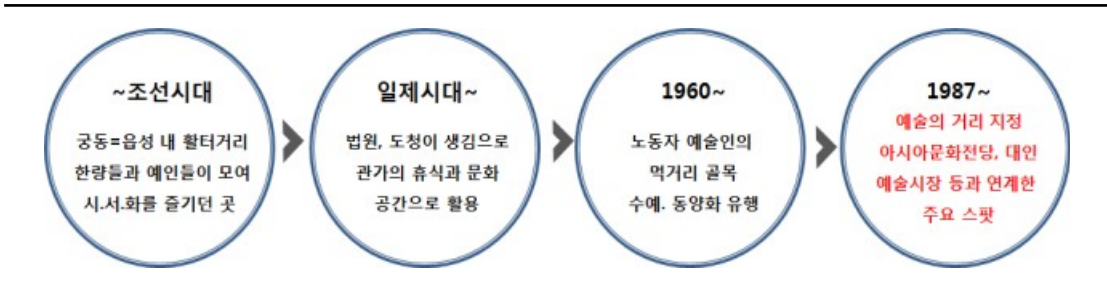 ~조선시대
궁동=읍성 내 활터거리
한량들과 예인들이 모여
시.서.화를 즐기던 곳
일제시대~
법원, 도청이 생김으로
관가의 휴식과 문화
공간으로 활용
1960~
노동자 예술인의
먹거리 골목
수예. 동양화 유행
1987~
예술의 거리 지정
아시아문화전당, 대인
예술시장 등과 연계한
주요 스팟